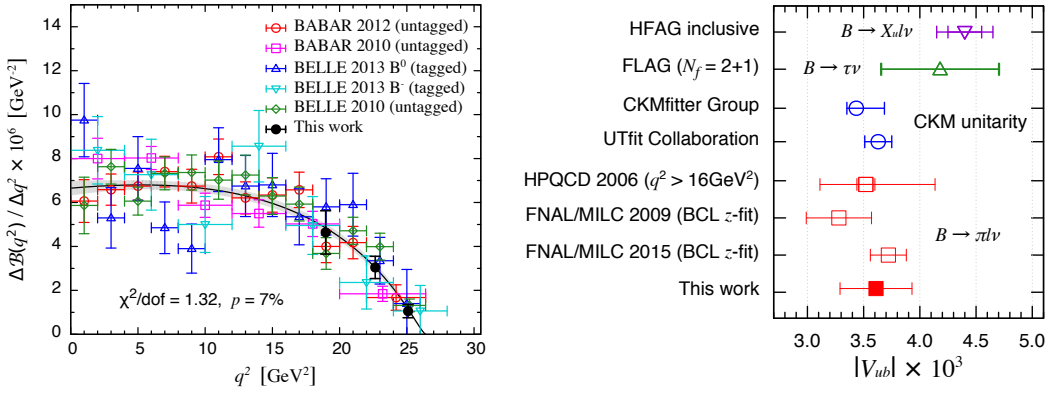 ΔB(q²) / Δq² × 10⁶ [GeV⁻²]
14
12
10
8
6
4
2
0
BABAR 2012 (untagged)
BABAR 2010 (untagged)
BELLE 2013 B⁰ (tagged)
BELLE 2013 B⁻ (tagged)
BELLE 2010 (untagged)
This work
χ²/dof = 1.32, p = 7%
0 5 10 15 20 25 30
q² [GeV²]
HFAG inclusive
B → Xᵤlν
FLAG (N_f = 2+1)
B → τν
CKMfitter Group
CKM unitarity
UTfit Collaboration
HPQCD 2006 (q² > 16GeV²)
FNAL/MILC 2009 (BCL z-fit)
B → πlν
FNAL/MILC 2015 (BCL z-fit)
This work
3.0 3.5 4.0 4.5 5.0
|V_ub| × 10³